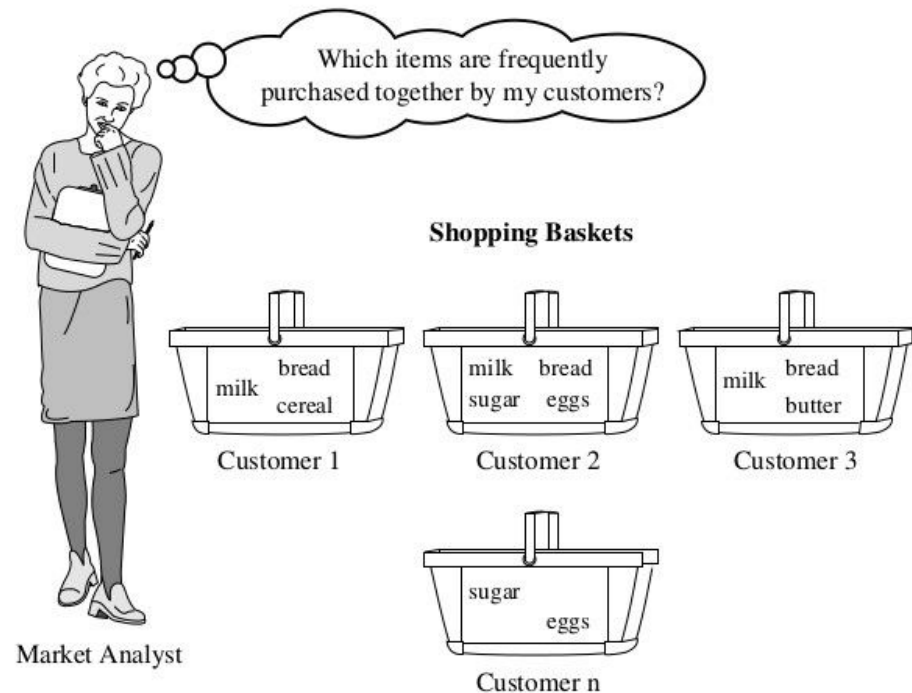 Which items are frequently
purchased together by my customers?
Shopping Baskets
milk
bread
cereal
Customer 1
milk bread
sugar eggs
Customer 2
milk
bread
butter
Customer 3
sugar
eggs
Customer n
Market Analyst